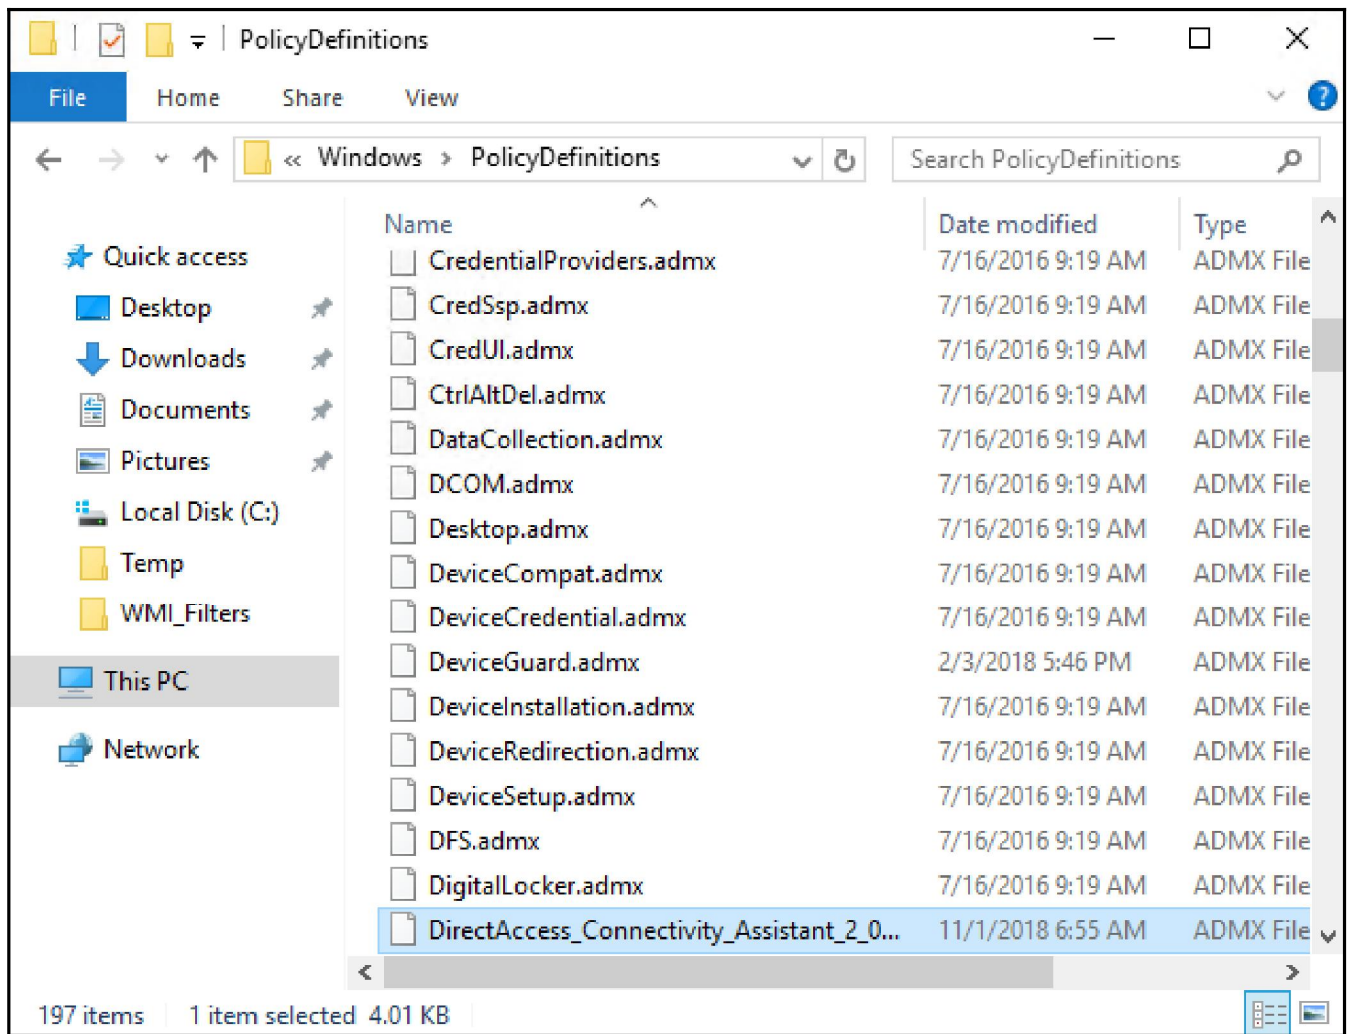 PolicyDefinitions
File Home Share View
« Windows > PolicyDefinitions Search PolicyDefinitions
Name Date modified Type
Quick access
Desktop
Downloads
Documents
Pictures
Local Disk (C:)
Temp
WMI_Filters
This PC
Network
CredentialProviders.admx 7/16/2016 9:19 AM ADMX File
CredSsp.admx 7/16/2016 9:19 AM ADMX File
CredUI.admx 7/16/2016 9:19 AM ADMX File
CtrlAltDel.admx 7/16/2016 9:19 AM ADMX File
DataCollection.admx 7/16/2016 9:19 AM ADMX File
DCOM.admx 7/16/2016 9:19 AM ADMX File
Desktop.admx 7/16/2016 9:19 AM ADMX File
DeviceCompat.admx 7/16/2016 9:19 AM ADMX File
DeviceCredential.admx 7/16/2016 9:19 AM ADMX File
DeviceGuard.admx 2/3/2018 5:46 PM ADMX File
DeviceInstallation.admx 7/16/2016 9:19 AM ADMX File
DeviceRedirection.admx 7/16/2016 9:19 AM ADMX File
DeviceSetup.admx 7/16/2016 9:19 AM ADMX File
DFS.admx 7/16/2016 9:19 AM ADMX File
DigitalLocker.admx 7/16/2016 9:19 AM ADMX File
DirectAccess_Connectivity_Assistant_2_0... 11/1/2018 6:55 AM ADMX File
197 items 1 item selected 4.01 KB